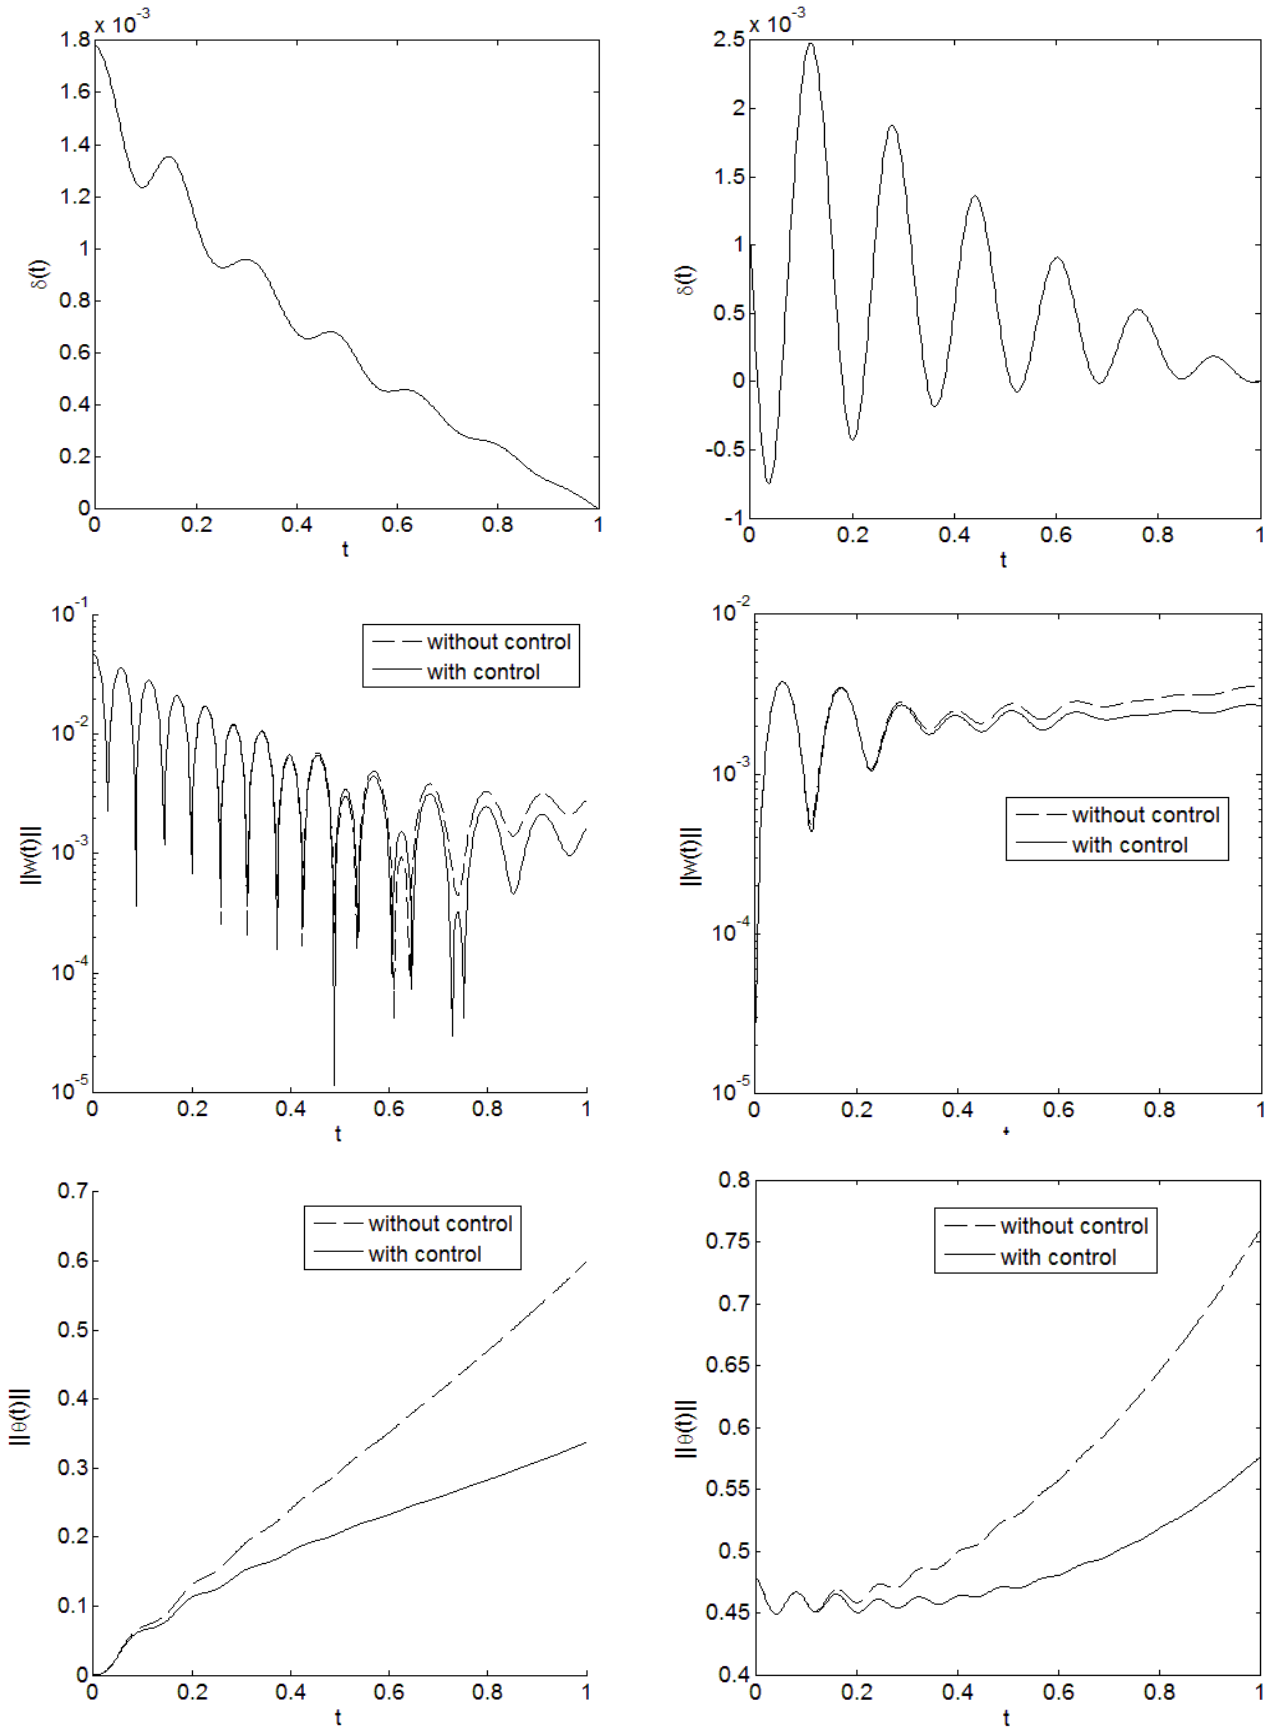 x 10-3
1.8
1.6
1.4
1.2
1
0.8
0.6
0.4
0.2
0
δ(t)
0 0.2 0.4 0.6 0.8 1
t
x 10-3
2.5
2
1.5
1
0.5
0
-0.5
-1
δ(t)
0 0.2 0.4 0.6 0.8 1
t
10-1
10-2
10-3
10-4
10-5
||w(t)||
without control
with control
0 0.2 0.4 0.6 0.8 1
t
10-2
10-3
10-4
10-5
||w(t)||
without control
with control
0 0.2 0.4 0.6 0.8 1
0.7
0.6
0.5
0.4
0.3
0.2
0.1
0
||θ(t)||
without control
with control
0 0.2 0.4 0.6 0.8 1
t
0.8
0.75
0.7
0.65
0.6
0.55
0.5
0.45
0.4
||θ(t)||
without control
with control
0 0.2 0.4 0.6 0.8 1
t